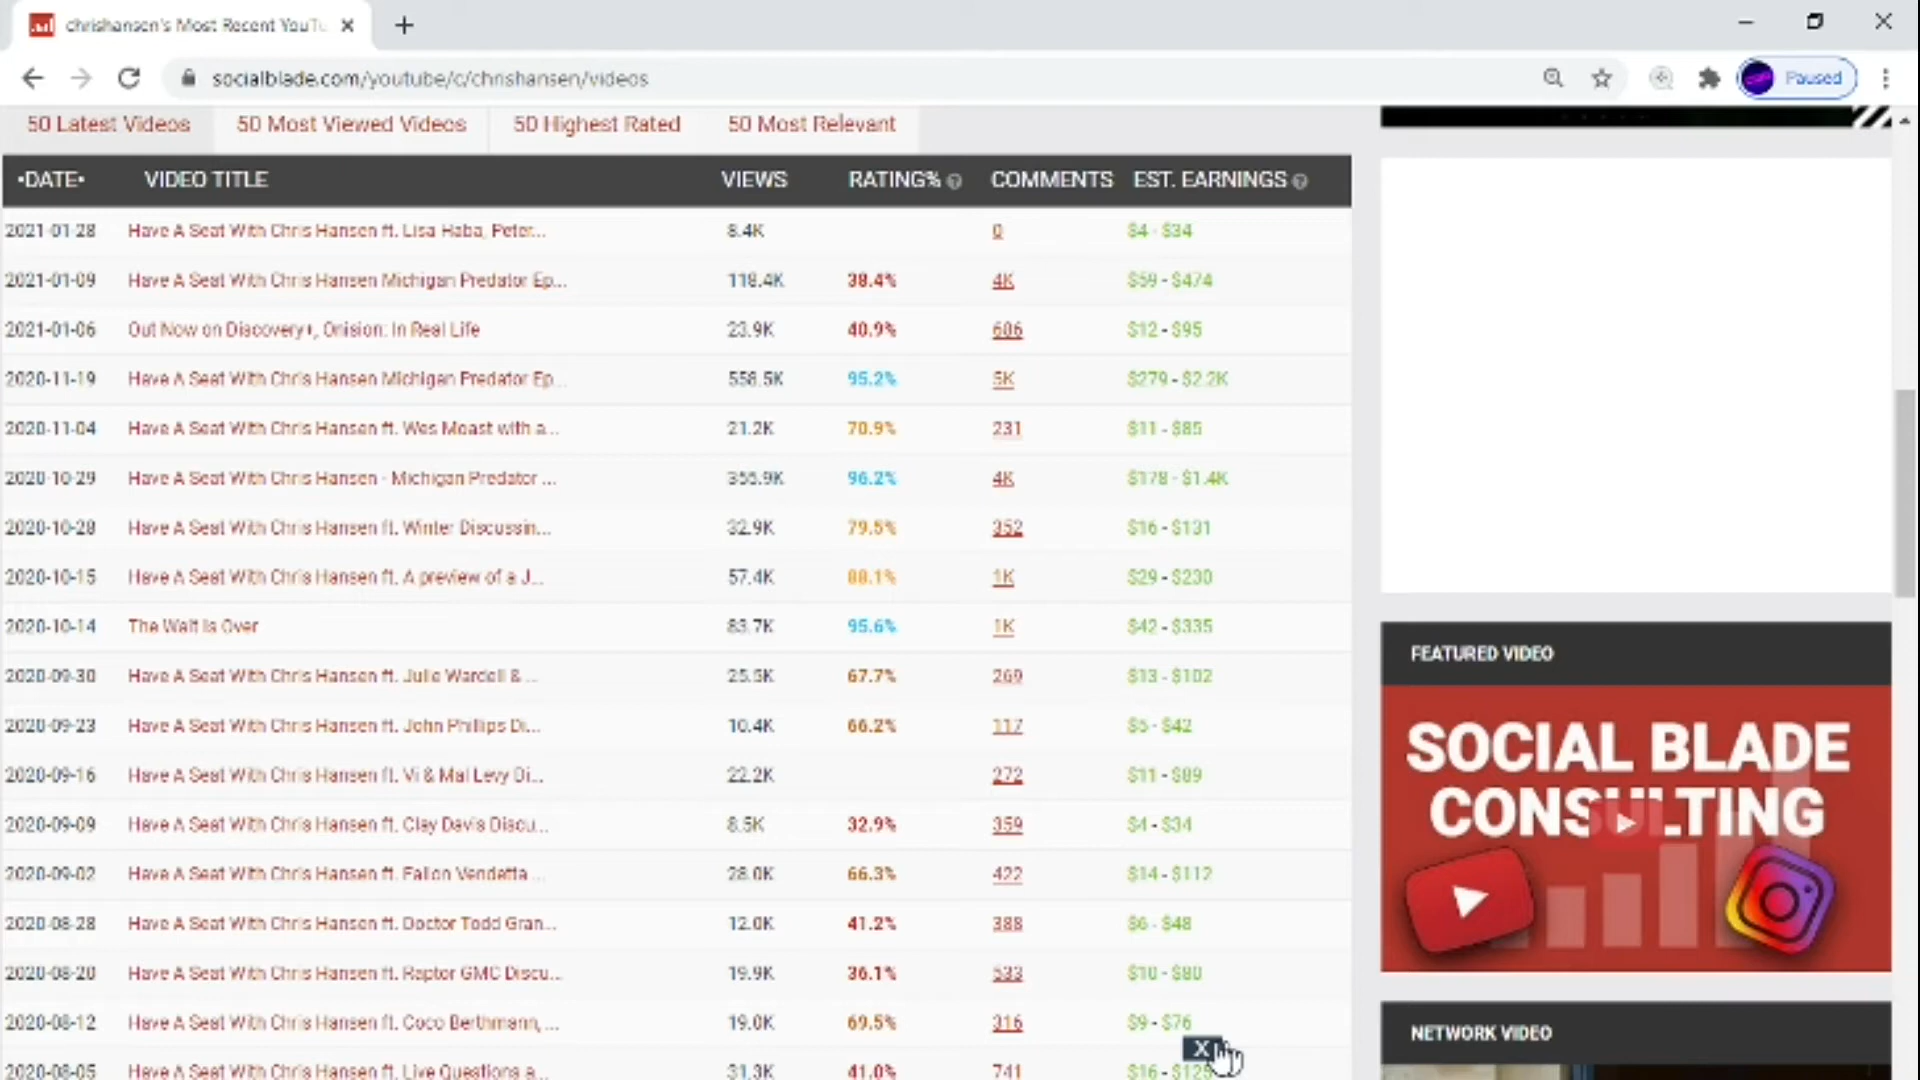 chrishansen's Most Recent YouTu
socialblade.com/youtube/c/chrishansen/videos
Paused
50 Latest Videos 50 Most Viewed Videos 50 Highest Rated 50 Most Relevant
•DATE• VIDEO TITLE VIEWS RATING% COMMENTS EST. EARNINGS
2021-01-28 Have A Seat With Chris Hansen ft. Lisa Haba, Peter... 8.4K 0 $4 - $34
2021-01-09 Have A Seat With Chris Hansen Michigan Predator Ep... 118.4K 38.4% 4K $59 - $474
2021-01-06 Out Now on Discovery+, Onision: In Real Life 23.9K 40.9% 606 $12 - $95
2020-11-19 Have A Seat With Chris Hansen Michigan Predator Ep... 558.5K 95.2% 5K $279 - $2.2K
2020-11-04 Have A Seat With Chris Hansen ft. Wes Moast with a... 21.2K 70.9% 231 $11 - $85
2020-10-29 Have A Seat With Chris Hansen - Michigan Predator ... 355.9K 96.2% 4K $178 - $1.4K
2020-10-28 Have A Seat With Chris Hansen ft. Winter Discussin... 32.9K 79.5% 352 $16 - $131
2020-10-15 Have A Seat With Chris Hansen ft. A preview of a J... 57.4K 88.1% 1K $29 - $230
2020-10-14 The Wait Is Over 83.7K 95.6% 1K $42 - $335
2020-09-30 Have A Seat With Chris Hansen ft. Julie Wardell & ... 25.5K 67.7% 269 $13 - $102
2020-09-23 Have A Seat With Chris Hansen ft. John Phillips Di... 10.4K 66.2% 117 $5 - $42
2020-09-16 Have A Seat With Chris Hansen ft. Vi & Mal Levy Di... 22.2K 272 $11 - $89
2020-09-09 Have A Seat With Chris Hansen ft. Clay Davis Discu... 8.5K 32.9% 359 $4 - $34
2020-09-02 Have A Seat With Chris Hansen ft. Fallon Vendetta ... 28.0K 66.3% 422 $14 - $112
2020-08-28 Have A Seat With Chris Hansen ft. Doctor Todd Gran... 12.0K 41.2% 388 $6 - $48
2020-08-20 Have A Seat With Chris Hansen ft. Raptor GMC Discu... 19.9K 36.1% 533 $10 - $80
2020-08-12 Have A Seat With Chris Hansen ft. Coco Berthmann, ... 19.0K 69.5% 316 $9 - $76
X
2020-08-05 Have A Seat With Chris Hansen ft. Live Questions a... 31.3K 41.0% 741 $16 - $125
FEATURED VIDEO
SOCIAL BLADE
CONSULTING
NETWORK VIDEO